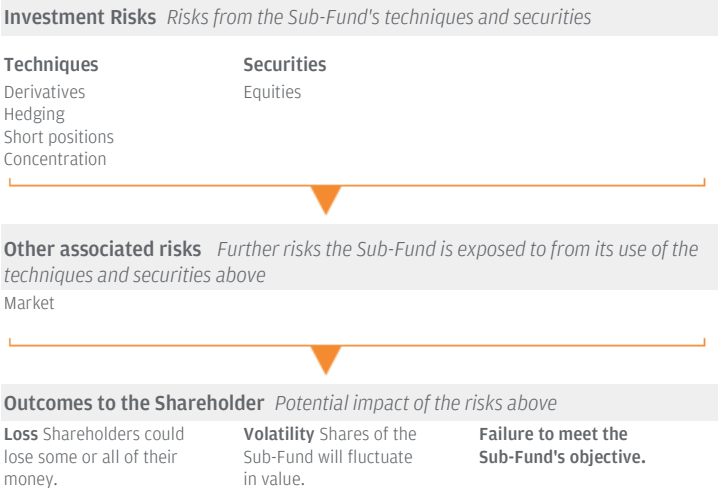 Investment Risks Risks from the Sub-Fund's techniques and securities
Techniques
Derivatives
Hedging
Short positions
Concentration
Securities
Equities
Other associated risks Further risks the Sub-Fund is exposed to from its use of the
techniques and securities above
Market
Outcomes to the Shareholder Potential impact of the risks above
Loss Shareholders could
lose some or all of their
money.
Volatility Shares of the
Sub-Fund will fluctuate
in value.
Failure to meet the
Sub-Fund's objective.